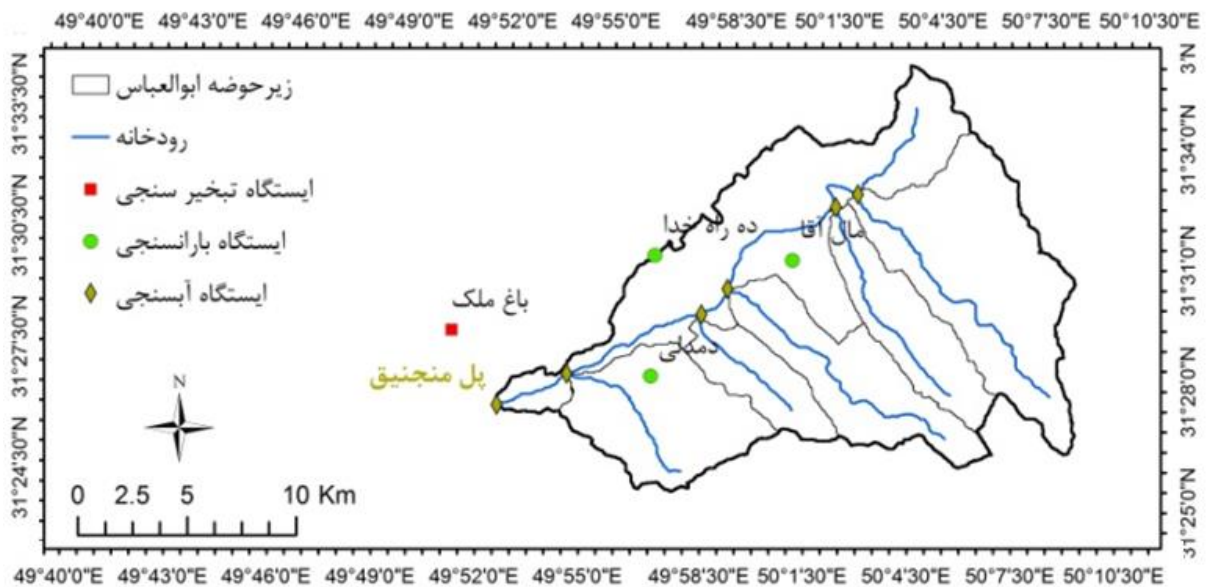 49°40'0"E 49°43'0"E 49°46'0"E 49°49'0"E 49°52'0"E 49°55'0"E 49°58'30"E 50°1'30"E 50°4'30"E 50°7'30"E 50°10'30"E
زیرحوضه ابوالعباس
رودخانه
ایستگاه تبخیر سنجی
ایستگاه بارانسنجی
ایستگاه آبسنجی
ده راه خدا
مال آقا
باغ ملک
دمدلی
پل منجنیق
N
0 2.5 5 10 Km
31°33'30"N
31°30'30"N
31°27'30"N
31°24'30"N
31°34'0"N
31°31'0"N
31°28'0"N
31°25'0"N
49°40'0"E 49°43'0"E 49°46'0"E 49°49'0"E 49°52'0"E 49°55'0"E 49°58'30"E 50°1'30"E 50°4'30"E 50°7'30"E 50°10'30"E